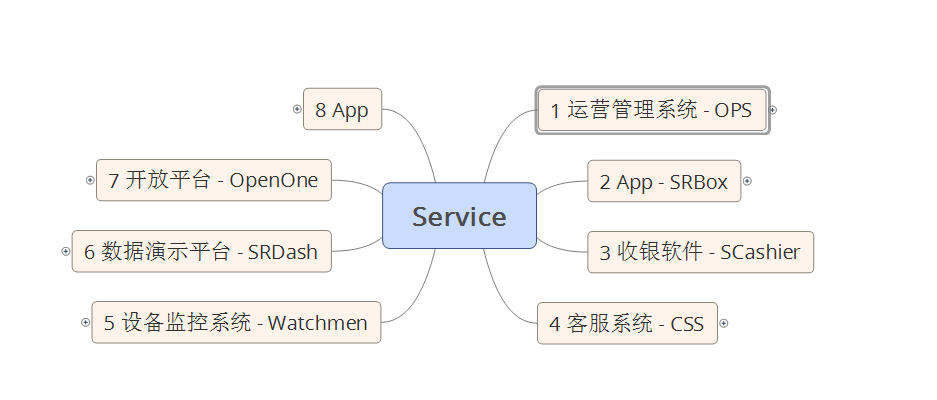 Service
1 运营管理系统 - OPS
2 App - SRBox
3 收银软件 - SCashier
4 客服系统 - CSS
5 设备监控系统 - Watchmen
6 数据演示平台 - SRDash
7 开放平台 - OpenOne
8 App